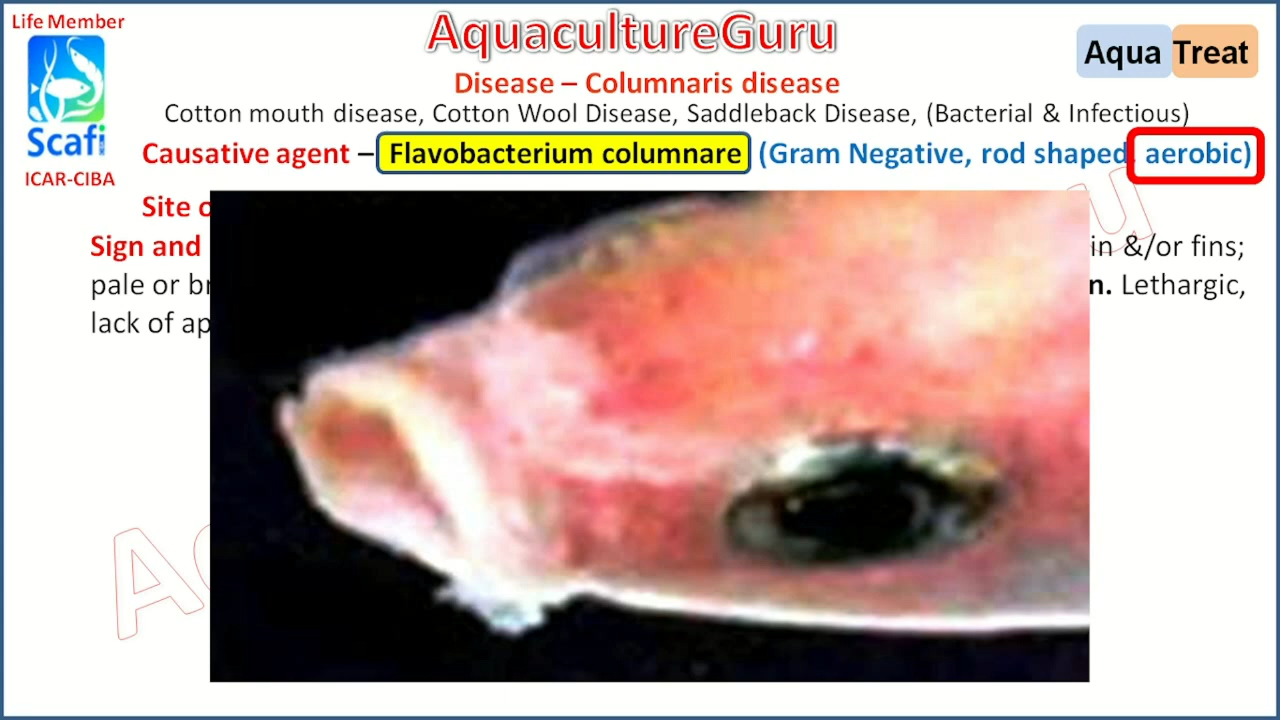 Life Member
AquacultureGuru
Aqua Treat
Disease – Columnaris disease
Cotton mouth disease, Cotton Wool Disease, Saddleback Disease, (Bacterial & Infectious)
Scafi
Causative agent – Flavobacterium columnare (Gram Negative, rod shaped, aerobic)
ICAR-CIBA
Site
Sign and in &/or fins;
pale or Lethargic,
lack of